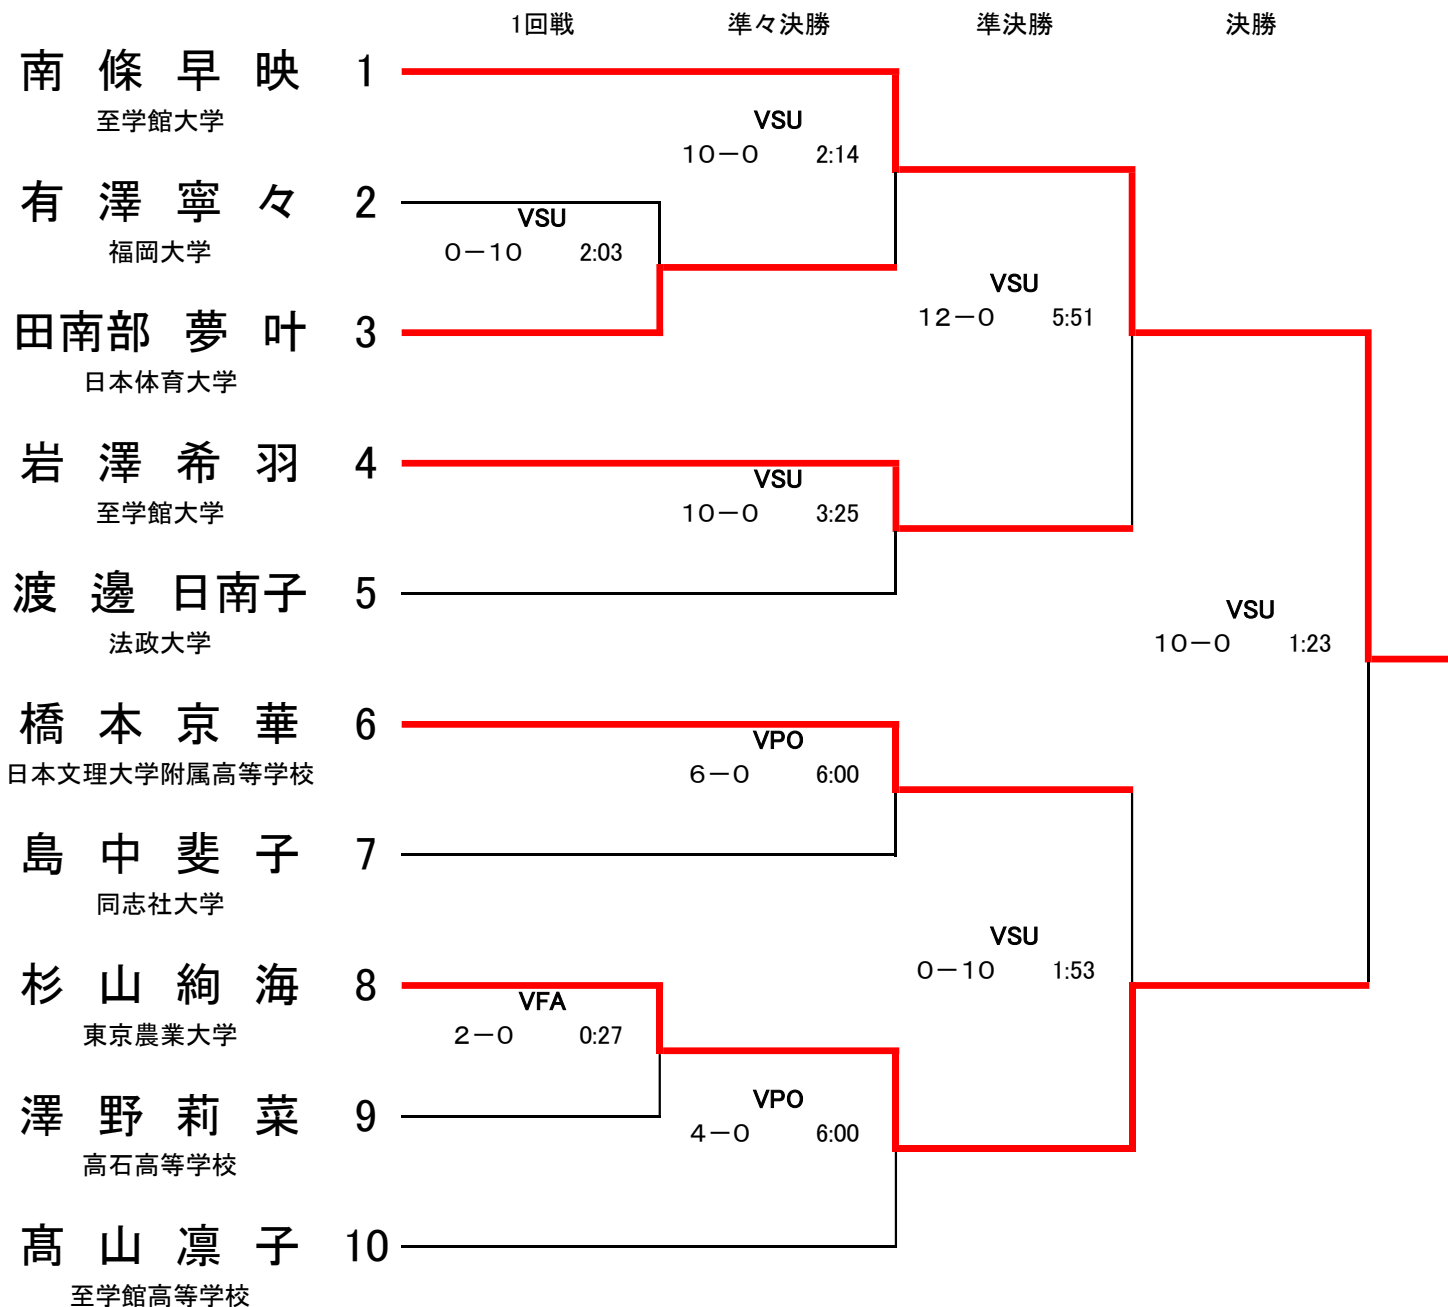 1回戦 準々決勝 準決勝 決勝
南條早映 1
至学館大学
VSU
10－0 2:14
有澤寧々 2
VSU
福岡大学
0－10 2:03
VSU
12－0 5:51
田南部 夢叶 3
日本体育大学
岩澤希羽 4
VSU
至学館大学
10－0 3:25
渡邊 日南子 5
法政大学
VSU
10－0 1:23
橋本京華 6
VPO
日本文理大学附属高等学校
6－0 6:00
島中斐子 7
同志社大学
VSU
0－10 1:53
杉山絢海 8
VFA
東京農業大学
2－0 0:27
澤野莉菜 9
VPO
高石高等学校
4－0 6:00
髙山凛子 10
至学館高等学校